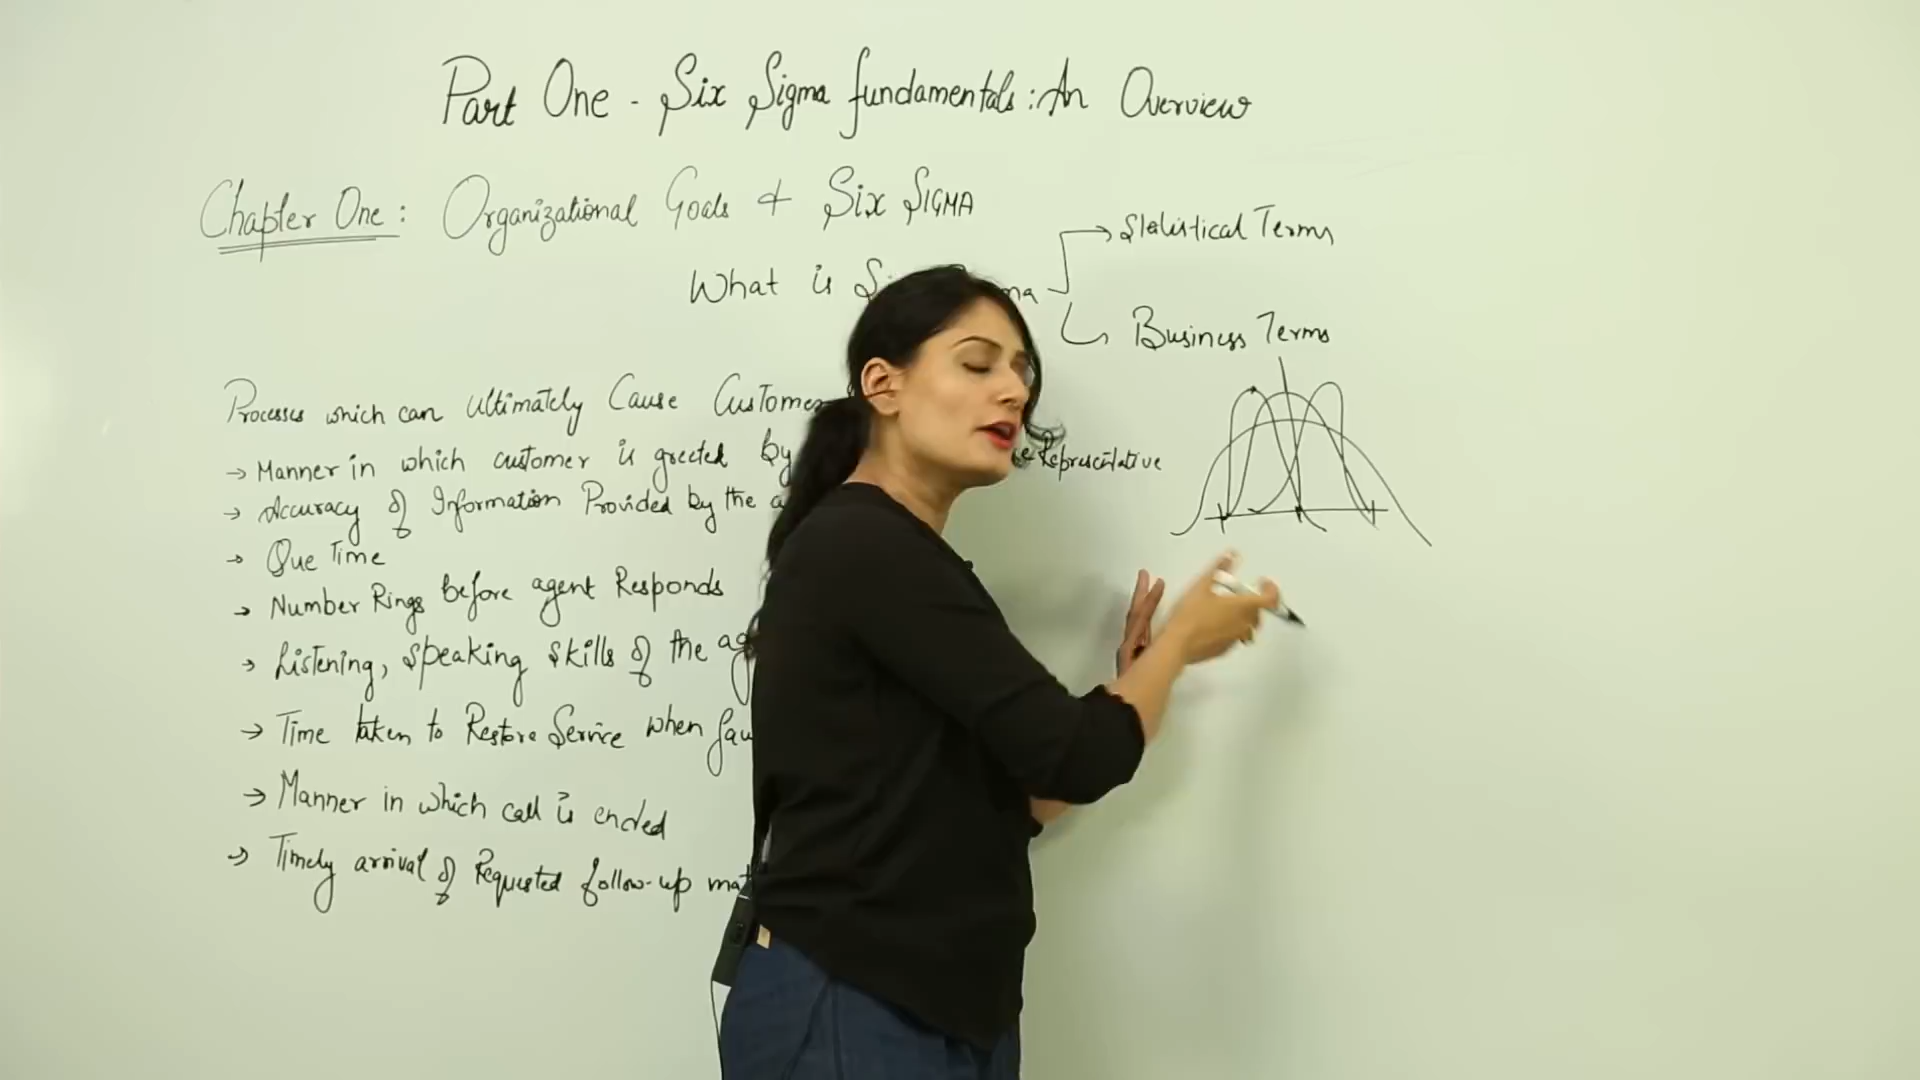 Part One - Six Sigma fundamentals: An Overview
Chapter One: Organizational Goals & Six SIGMA
Statistical Terms
What is
Business Terms
Processes which can Ultimately Cause Customer
→ Manner in which customer is greeted by Representative
→ Accuracy of Information Provided by the
→ Que Time
→ Number Rings before agent Responds
→ Listening, speaking skills of the
→ Time taken to Restore Service when
→ Manner in which call is ended
→ Timely arrival of Requested follow-up